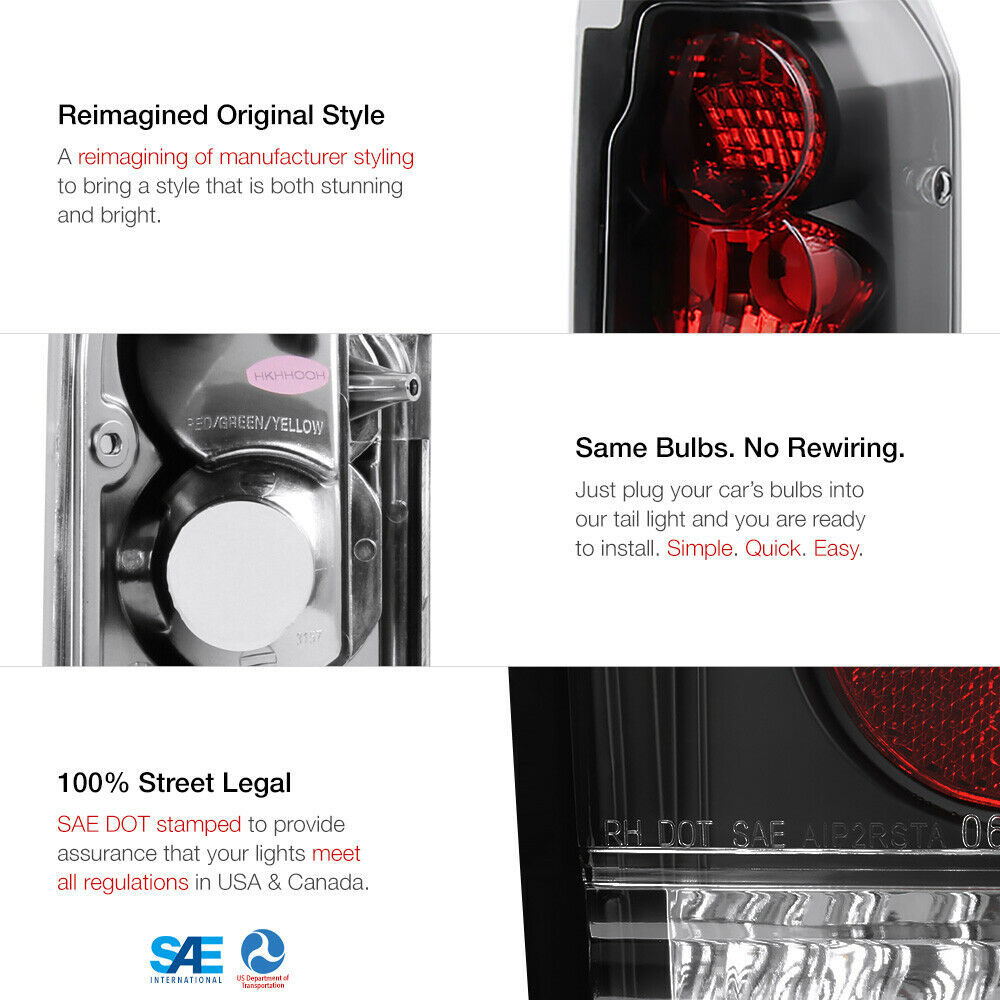 Reimagined Original Style
A reimagining of manufacturer styling
to bring a style that is both stunning
and bright.
HKHHOOH
RED/GREEN/YELLOW
3157
Same Bulbs. No Rewiring.
Just plug your car's bulbs into
our tail light and you are ready
to install. Simple. Quick. Easy.
100% Street Legal
SAE DOT stamped to provide
assurance that your lights meet
all regulations in USA & Canada.
SAE
INTERNATIONAL
US Department of
Transportation
RH DOT SAE AIP2RSTA 06